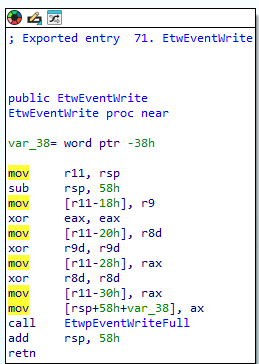 ; Exported entry  71. EtwEventWrite
public EtwEventWrite
EtwEventWrite proc near
var_38= word ptr -38h
mov     r11, rsp
sub     rsp, 58h
mov     [r11-18h], r9
xor     eax, eax
mov     [r11-20h], r8d
xor     r9d, r9d
mov     [r11-28h], rax
xor     r8d, r8d
mov     [r11-30h], rax
mov     [rsp+58h+var_38], ax
call    EtwpEventWriteFull
add     rsp, 58h
retn